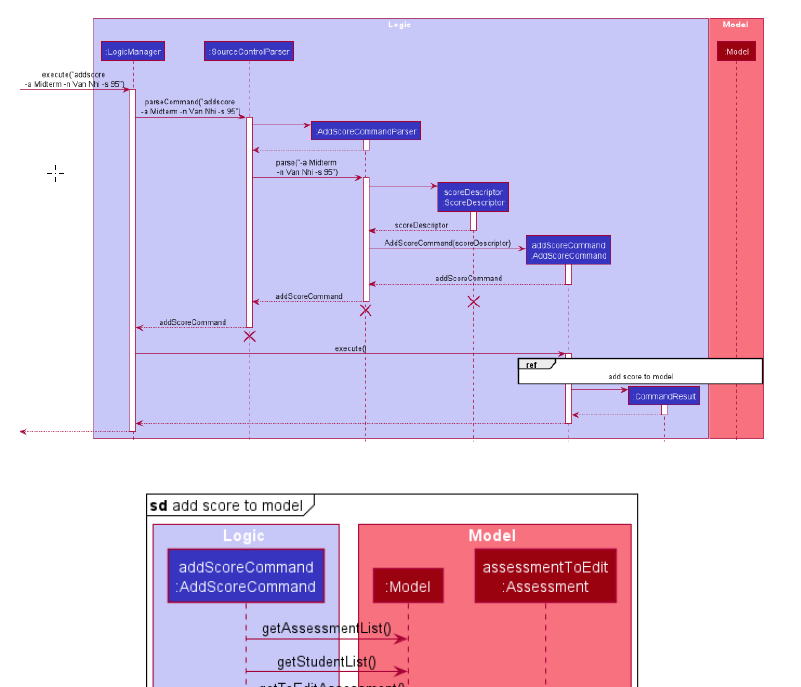 Logic
Model
:LogicManager
:SourceControlParser
:Model
execute("addscore
-a Midterm -n Van Nhi -s 95")
parseCommand("addscore
-a Midterm -n Van Nhi -s 95")
:AddScoreCommandParser
parse("-a Midterm
-n Van Nhi -s 95")
scoreDescriptor
:ScoreDescriptor
scoreDescriptor
AddScoreCommand(scoreDescriptor)
addScoreCommand
:AddScoreCommand
addScoreCommand
addScoreCommand
addScoreCommand
execute()
ref
add score to model
:CommandResult
sd add score to model
Logic
Model
addScoreCommand
:AddScoreCommand
:Model
assessmentToEdit
:Assessment
getAssessmentList()
getStudentList()
getToEditAssessment()